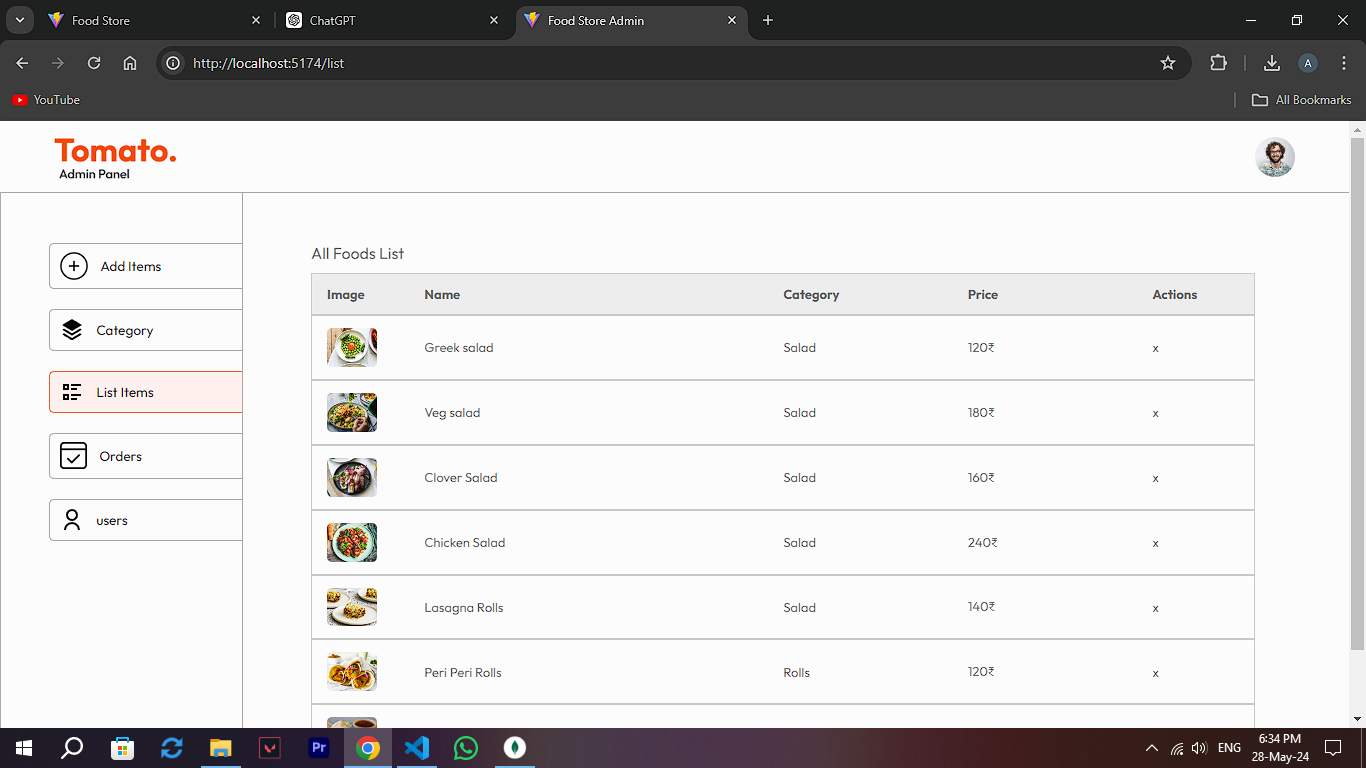 Food Store
ChatGPT
Food Store Admin
http://localhost:5174/list
A
YouTube
All Bookmarks
Tomato.
Admin Panel
Add Items
Category
List Items
Orders
users
All Foods List
Image Name Category Price Actions
Greek salad Salad 120₹ x
Veg salad Salad 180₹ x
Clover Salad Salad 160₹ x
Chicken Salad Salad 240₹ x
Lasagna Rolls Salad 140₹ x
Peri Peri Rolls Rolls 120₹ x
Pr
ENG
6:34 PM
28-May-24